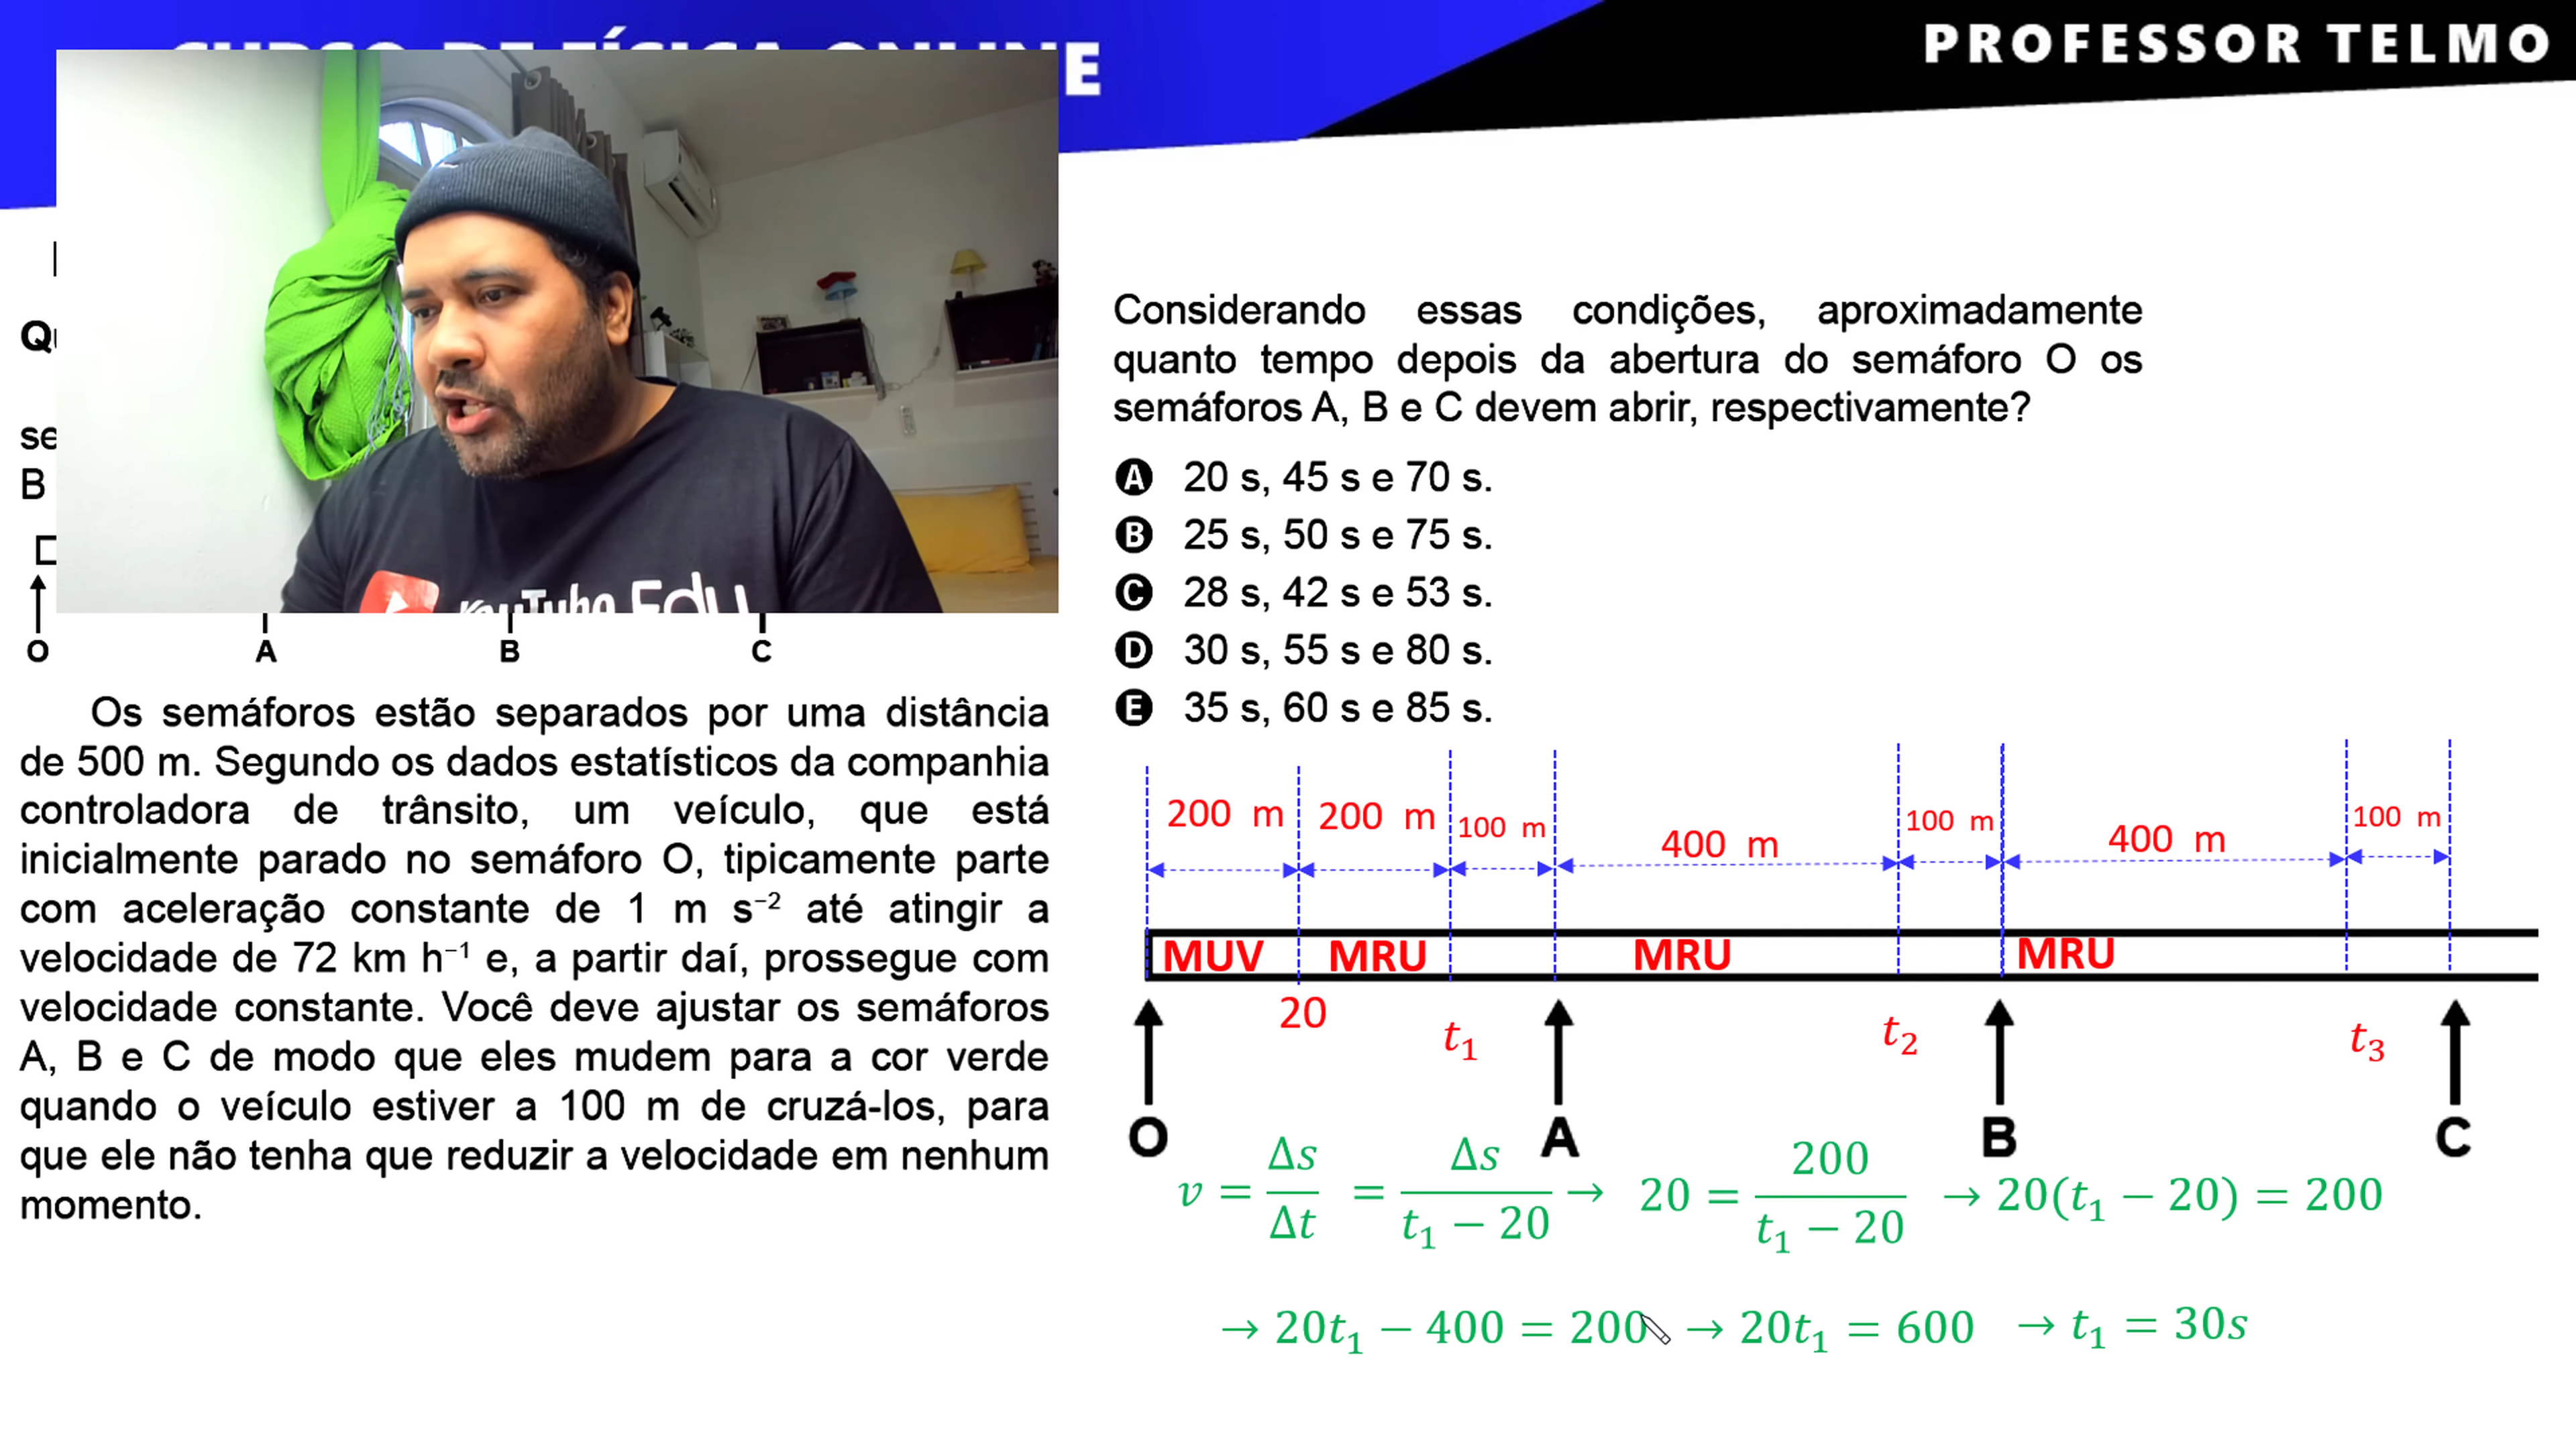 PROFESSOR TELMO
B
O A B C
Os semáforos estão separados por uma distância
de 500 m. Segundo os dados estatísticos da companhia
controladora de trânsito, um veículo, que está
inicialmente parado no semáforo O, tipicamente parte
com aceleração constante de 1 m s⁻² até atingir a
velocidade de 72 km h⁻¹ e, a partir daí, prossegue com
velocidade constante. Você deve ajustar os semáforos
A, B e C de modo que eles mudem para a cor verde
quando o veículo estiver a 100 m de cruzá-los, para
que ele não tenha que reduzir a velocidade em nenhum
momento.
Considerando essas condições, aproximadamente
quanto tempo depois da abertura do semáforo O os
semáforos A, B e C devem abrir, respectivamente?
A 20 s, 45 s e 70 s.
B 25 s, 50 s e 75 s.
C 28 s, 42 s e 53 s.
D 30 s, 55 s e 80 s.
E 35 s, 60 s e 85 s.
200 m 200 m 100 m 400 m 100 m 400 m 100 m
MUV MRU MRU MRU
20 t₁ t₂ t₃
O A B C
v = Δs/Δt = Δs/(t₁ − 20) → 20 = 200/(t₁ − 20) → 20(t₁ − 20) = 200
→ 20t₁ − 400 = 200 → 20t₁ = 600 → t₁ = 30s